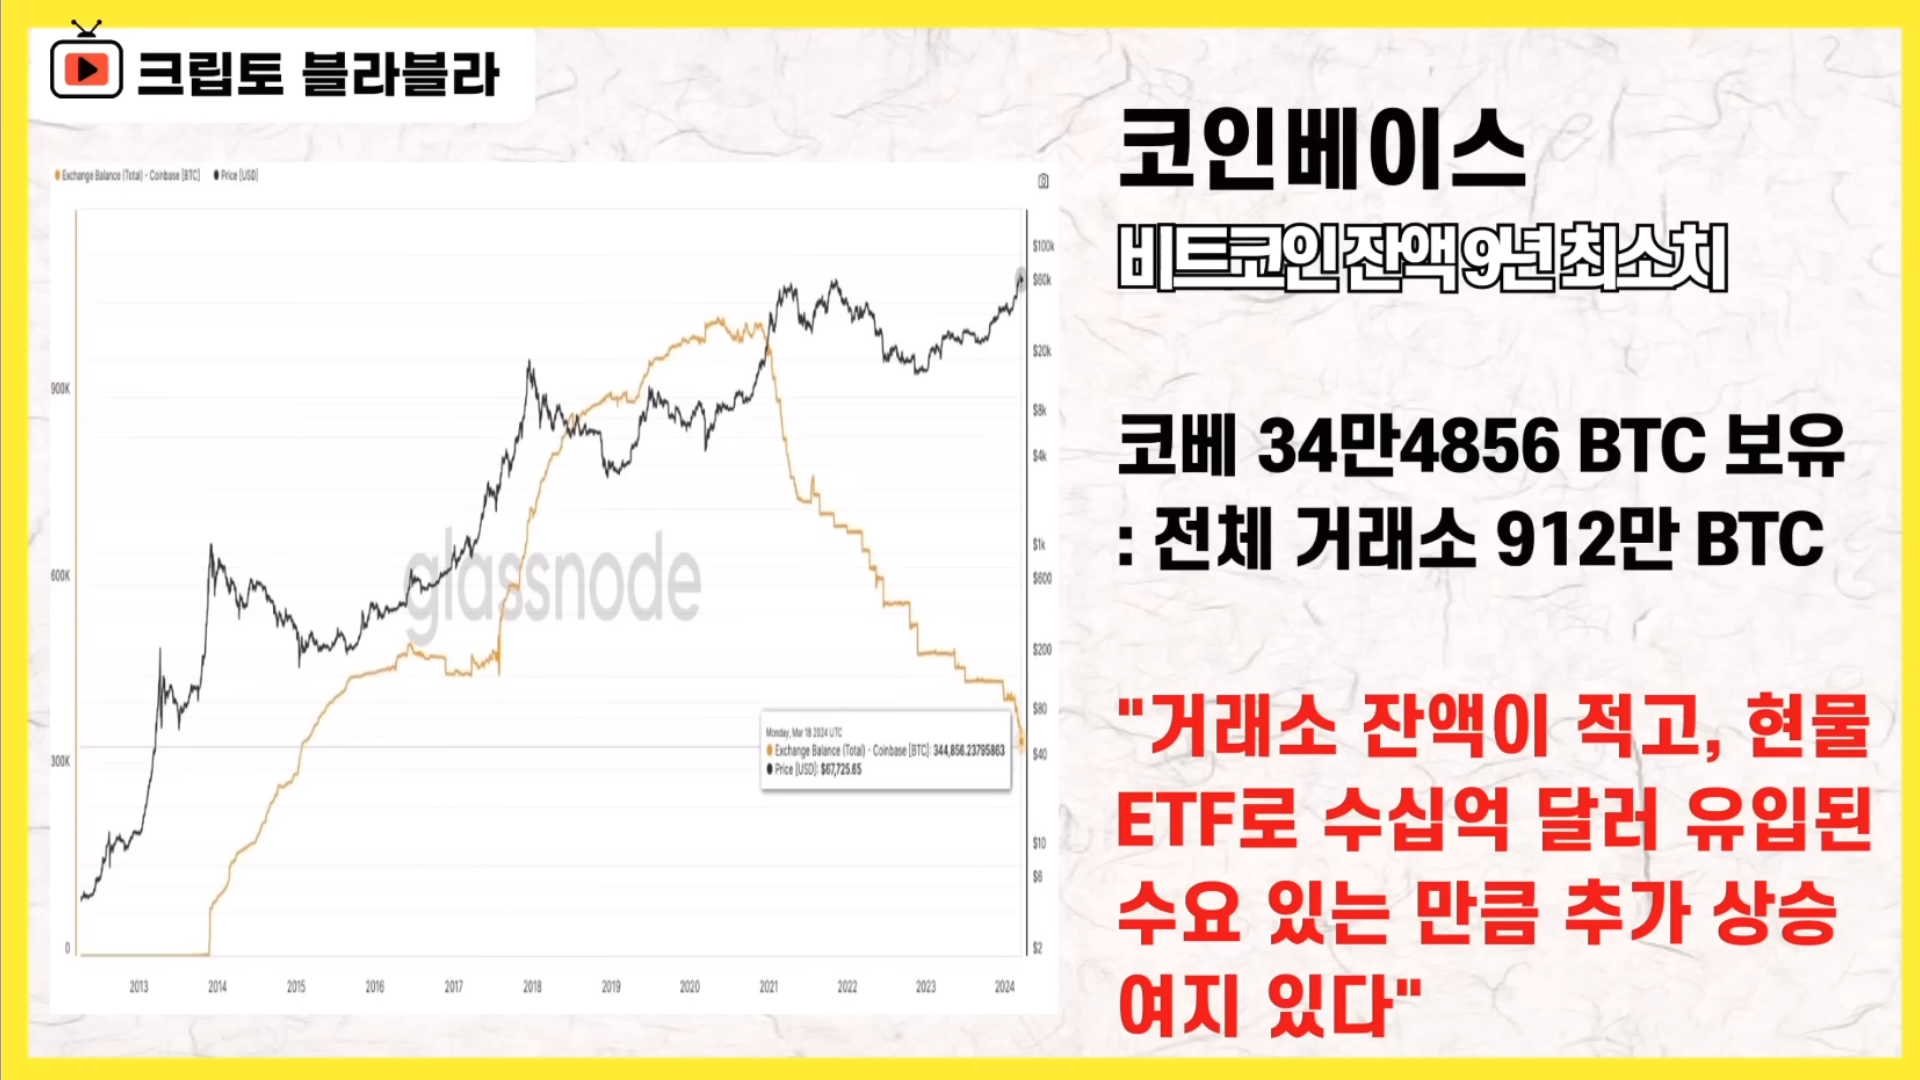 크립토 블라블라
Exchange Balance (Total) - Coinbase [BTC] Price [USD]
코인베이스
비트코인 잔액 9년 최소치
코베 34만4856 BTC 보유
: 전체 거래소 912만 BTC
"거래소 잔액이 적고, 현물
ETF로 수십억 달러 유입된
수요 있는 만큼 추가 상승
여지 있다"
900K
600K
300K
0
$100k
$60k
$20k
$8k
$4k
$1k
$600
$200
$80
$40
$10
$6
$2
glassnode
Monday, Mar 18 2024 UTC
Exchange Balance (Total) - Coinbase [BTC]: 344,856.23795863
Price [USD]: $67,725.65
2013 2014 2015 2016 2017 2018 2019 2020 2021 2022 2023 2024